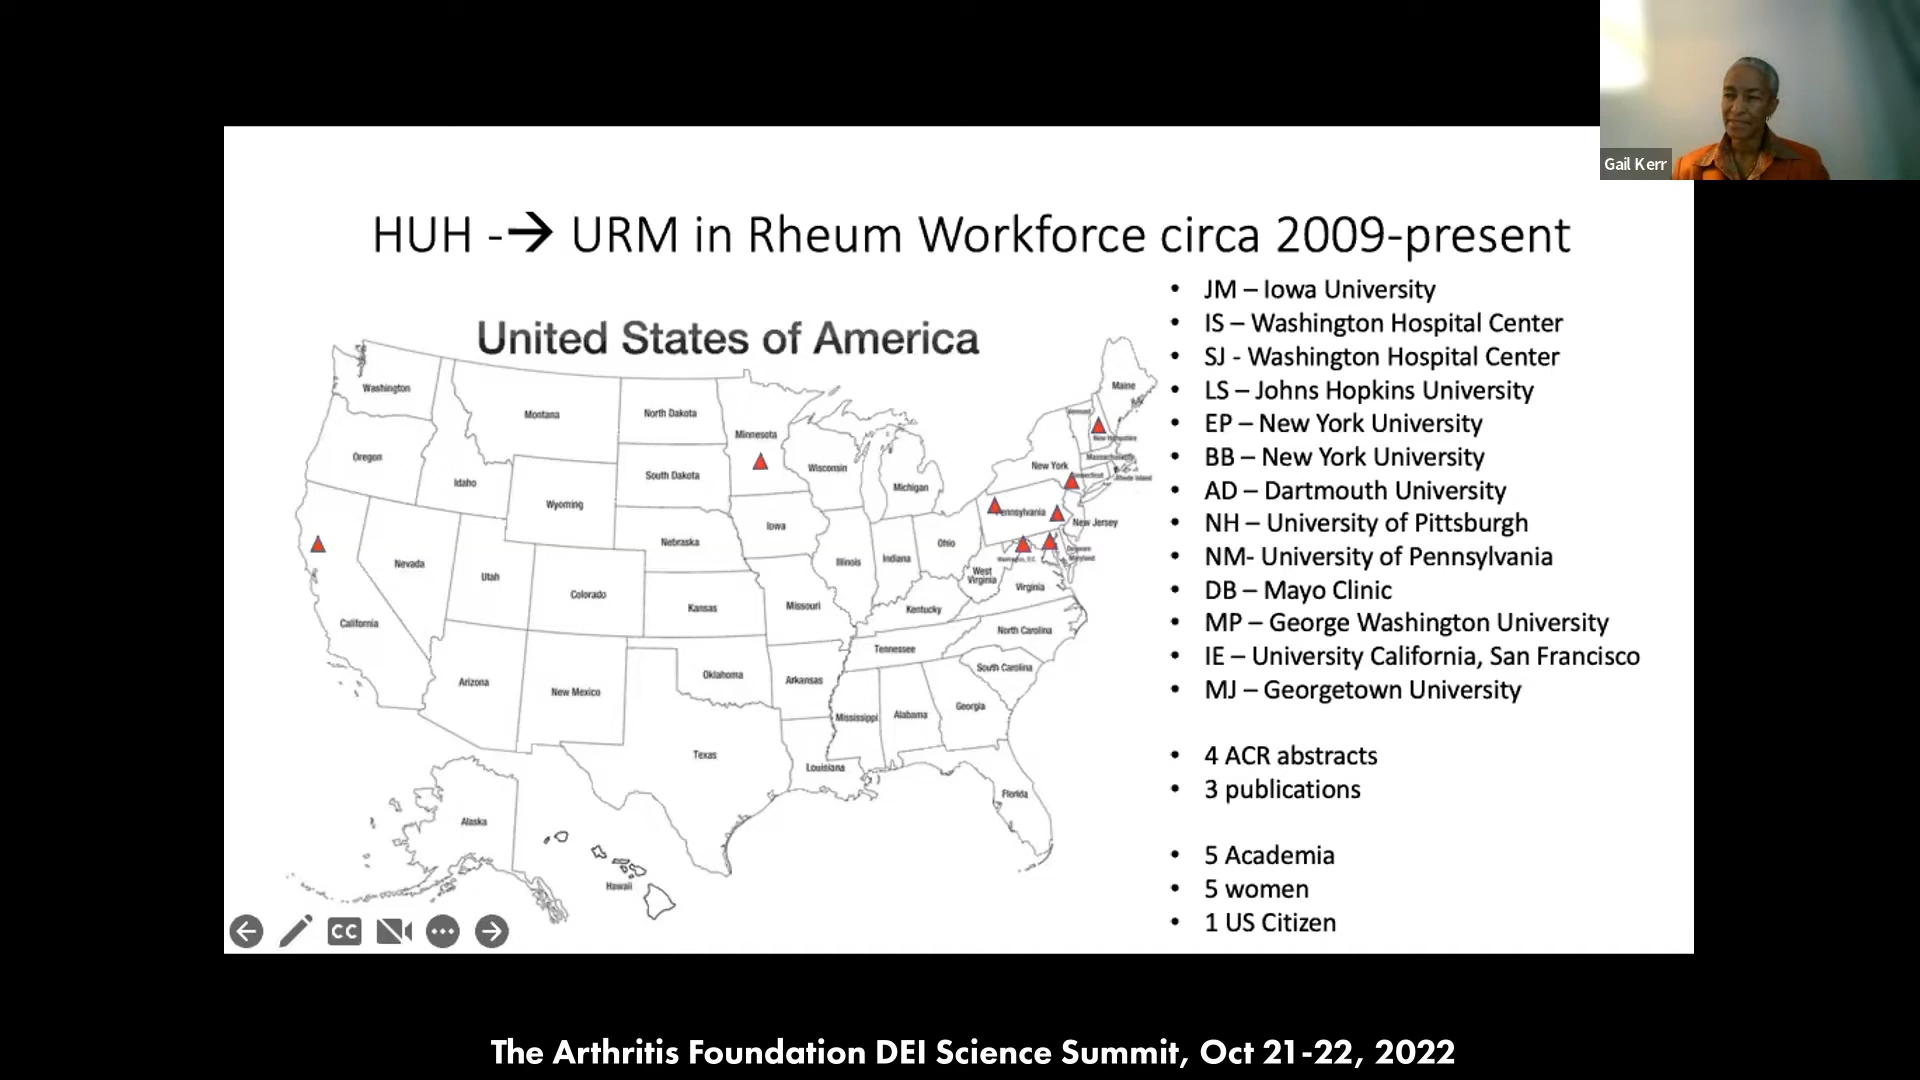 Gail Kerr
HUH -→ URM in Rheum Workforce circa 2009-present
United States of America
Washington
Montana
North Dakota
Minnesota
Maine
Vermont
New Hampshire
Massachusetts
Oregon
Idaho
South Dakota
Wisconsin
New York
Rhode Island
Wyoming
Michigan
Iowa
Pennsylvania
New Jersey
Nebraska
Nevada
Utah
Illinois
Indiana
Ohio
Washington, D.C.
Delaware
Maryland
West
Virginia
Virginia
Colorado
Kansas
Missouri
Kentucky
California
North Carolina
Tennessee
South Carolina
Arizona
New Mexico
Oklahoma
Arkansas
Mississippi
Alabama
Georgia
Texas
Louisiana
Florida
Alaska
Hawaii
• JM – Iowa University
• IS – Washington Hospital Center
• SJ - Washington Hospital Center
• LS – Johns Hopkins University
• EP – New York University
• BB – New York University
• AD – Dartmouth University
• NH – University of Pittsburgh
• NM- University of Pennsylvania
• DB – Mayo Clinic
• MP – George Washington University
• IE – University California, San Francisco
• MJ – Georgetown University
• 4 ACR abstracts
• 3 publications
• 5 Academia
• 5 women
• 1 US Citizen
CC
The Arthritis Foundation DEI Science Summit, Oct 21-22, 2022